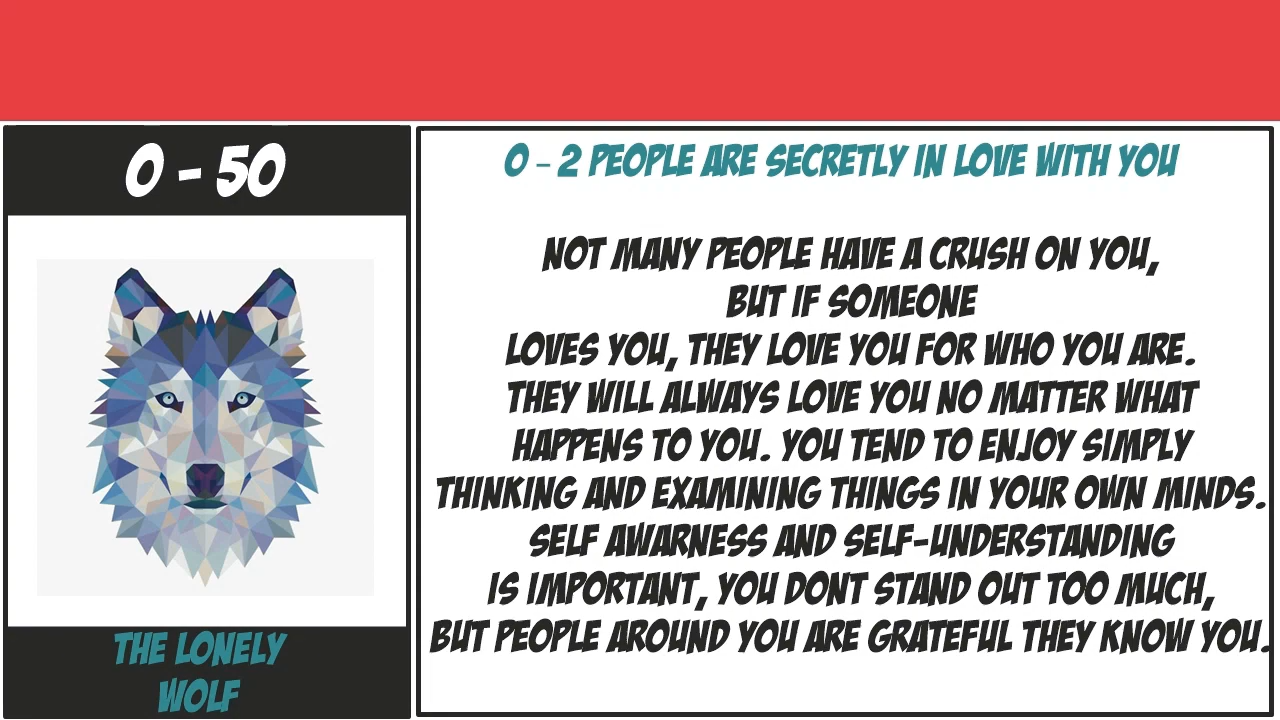 0 - 50
THE LONELY
WOLF
0 - 2 PEOPLE ARE SECRETLY IN LOVE WITH YOU
NOT MANY PEOPLE HAVE A CRUSH ON YOU,
BUT IF SOMEONE
LOVES YOU, THEY LOVE YOU FOR WHO YOU ARE.
THEY WILL ALWAYS LOVE YOU NO MATTER WHAT
HAPPENS TO YOU. YOU TEND TO ENJOY SIMPLY
THINKING AND EXAMINING THINGS IN YOUR OWN MINDS.
SELF AWARNESS AND SELF-UNDERSTANDING
IS IMPORTANT, YOU DONT STAND OUT TOO MUCH,
BUT PEOPLE AROUND YOU ARE GRATEFUL THEY KNOW YOU.